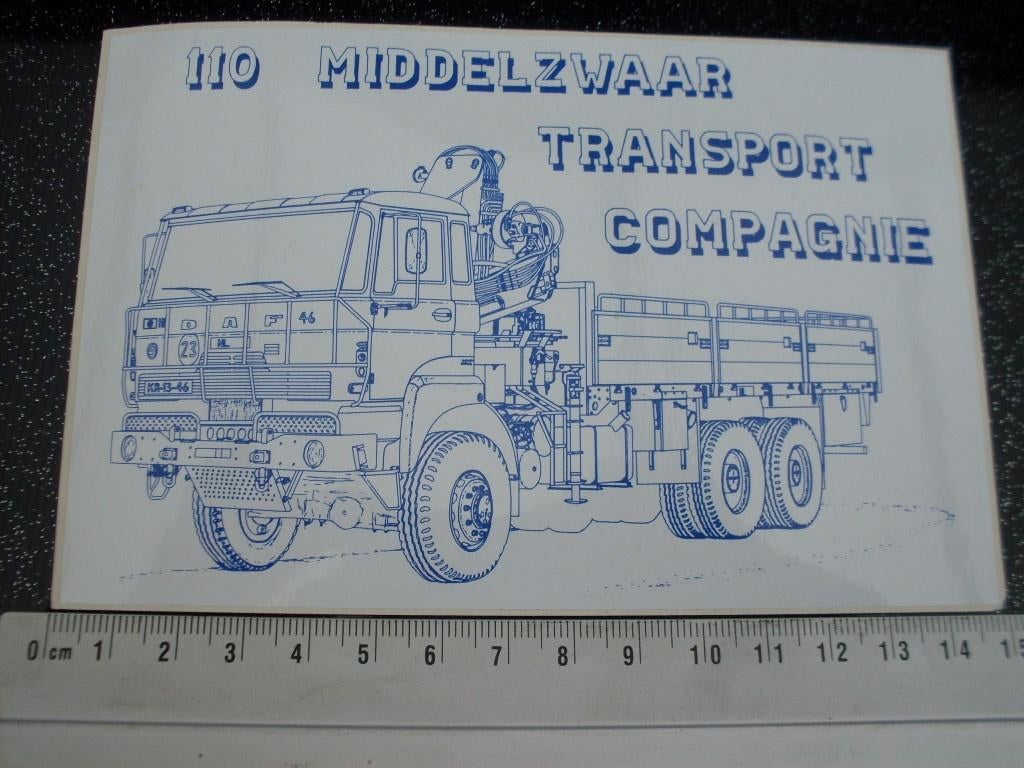 110 MIDDELZWAAR
TRANSPORT
COMPAGNIE
DAF 46
23 NL
KR-13-46
0 cm 1 2 3 4 5 6 7 8 9 10 11 12 13 14 15